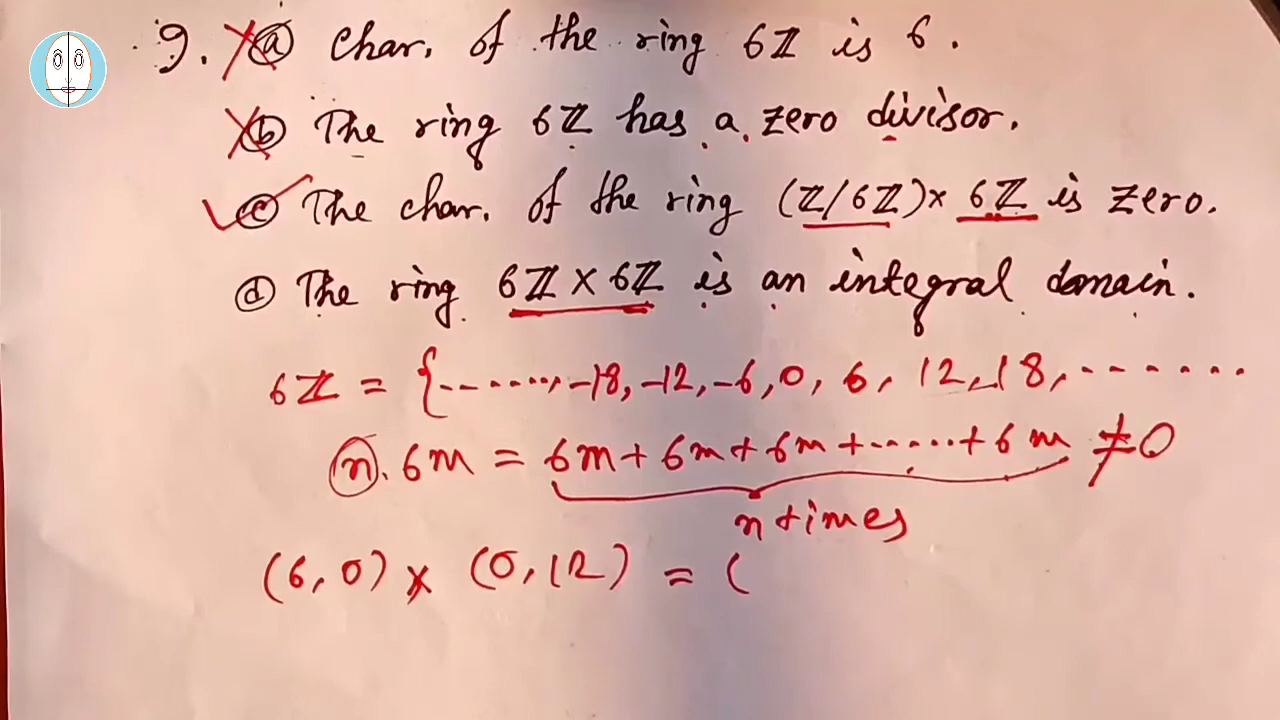 9. ⓐ Char. of the ring 6ℤ is 6.
ⓑ The ring 6ℤ has a zero divisor.
ⓒ The char. of the ring (ℤ/6ℤ)× 6ℤ is zero.
ⓓ The ring 6ℤ × 6ℤ is an integral domain.
6ℤ = {......., -18, -12, -6, 0, 6, 12, 18, .......
n. 6m = 6m + 6m + 6m + ...... + 6m ≠ 0
n times
(6, 0) × (0, 12) = (